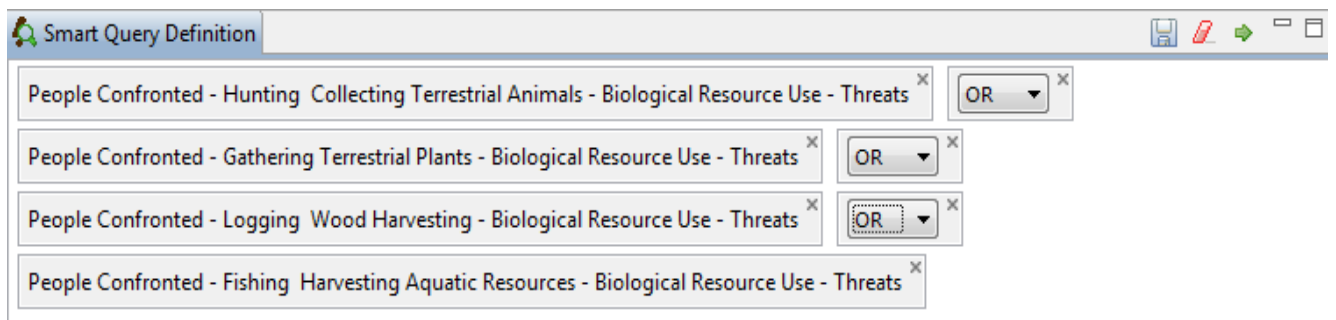 Smart Query Definition
People Confronted - Hunting  Collecting Terrestrial Animals - Biological Resource Use - Threats OR
People Confronted - Gathering Terrestrial Plants - Biological Resource Use - Threats OR
People Confronted - Logging  Wood Harvesting - Biological Resource Use - Threats OR
People Confronted - Fishing  Harvesting Aquatic Resources - Biological Resource Use - Threats